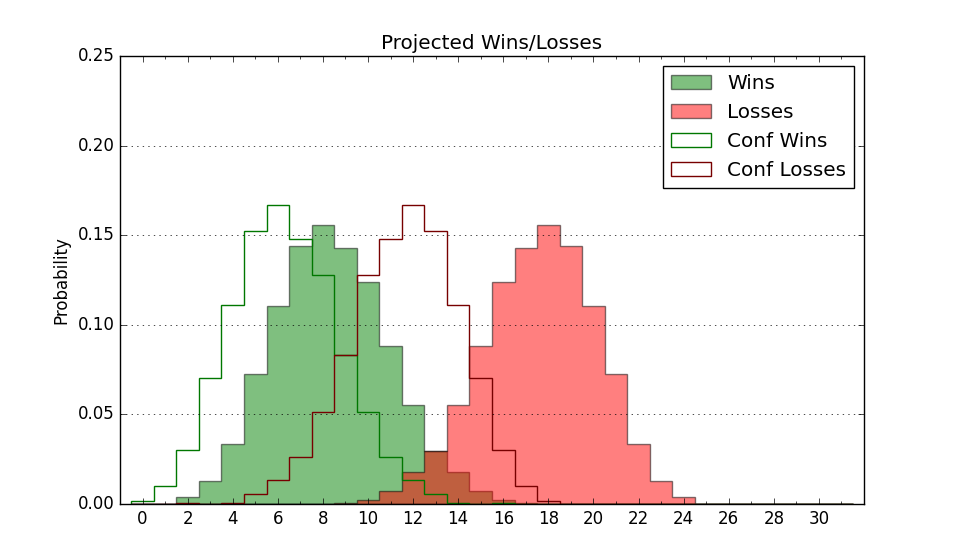 Projected Wins/Losses
0.25
0.20
0.15
0.10
0.05
0.00
Probability
Wins
Losses
Conf Wins
Conf Losses
0 2 4 6 8 10 12 14 16 18 20 22 24 26 28 30